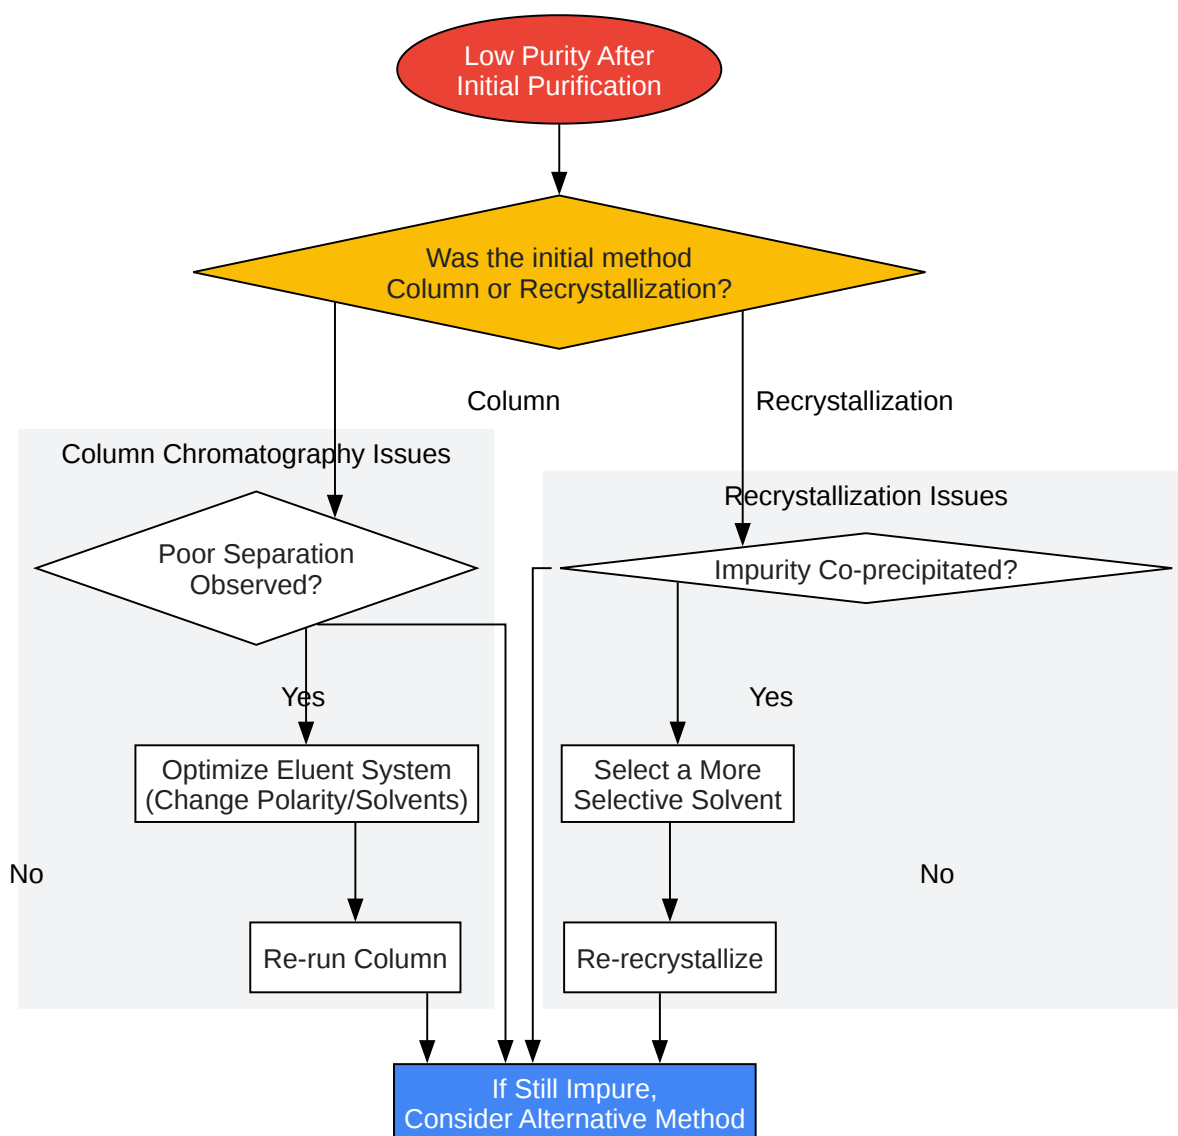 Low Purity After
Initial Purification
Was the initial method
Column or Recrystallization?
Column
Recrystallization
Column Chromatography Issues
Recrystallization Issues
Poor Separation
Observed?
Impurity Co-precipitated?
Yes
Yes
Optimize Eluent System
(Change Polarity/Solvents)
Select a More
Selective Solvent
No
No
Re-run Column
Re-recrystallize
If Still Impure,
Consider Alternative Method